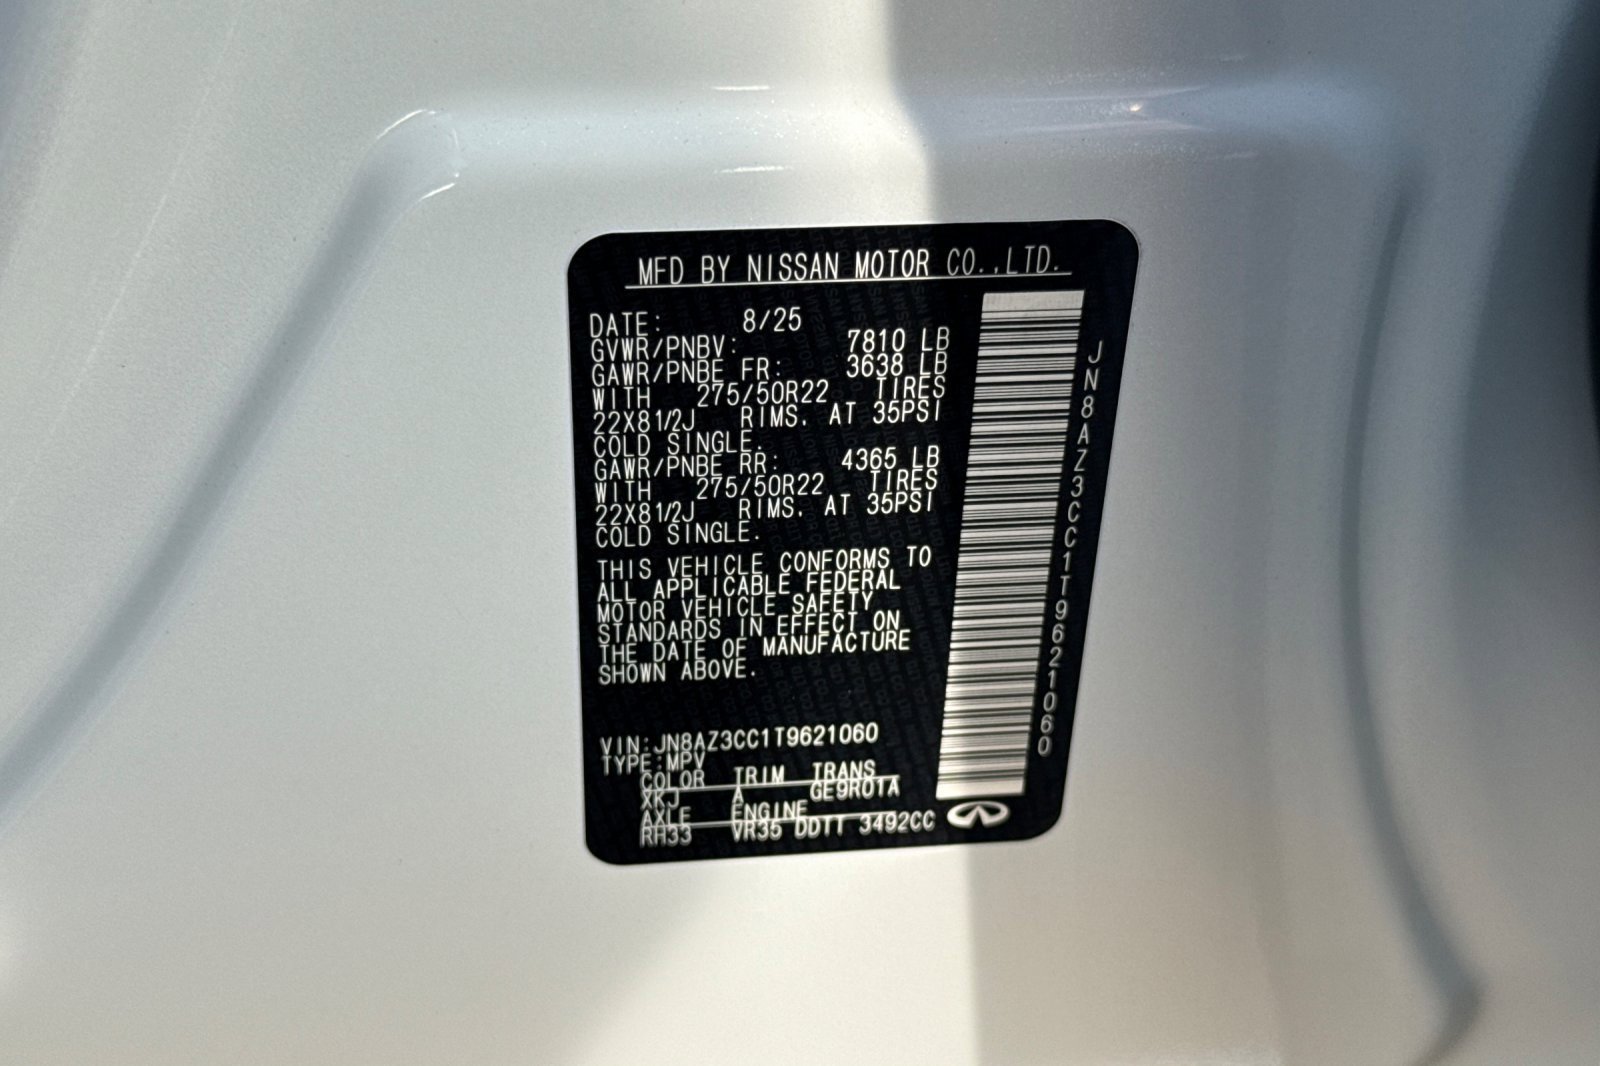 MFD BY NISSAN MOTOR CO.,LTD.
DATE: 8/25
GVWR/PNBV: 7810 LB
GAWR/PNBE FR: 3638 LB
WITH 275/50R22 TIRES
22X81/2J RIMS. AT 35PSI
COLD SINGLE.
GAWR/PNBE RR: 4365 LB
WITH 275/50R22 TIRES
22X81/2J RIMS. AT 35PSI
COLD SINGLE.
THIS VEHICLE CONFORMS TO
ALL APPLICABLE FEDERAL
MOTOR VEHICLE SAFETY
STANDARDS IN EFFECT ON
THE DATE OF MANUFACTURE
SHOWN ABOVE.
VIN:JN8AZ3CC1T9621060
TYPE:MPV
COLOR TRIM TRANS
XKJ A GE9R01A
AXLE ENGINE
RH33 VR35 DDTT 3492CC
JN8AZ3CC1T9621060